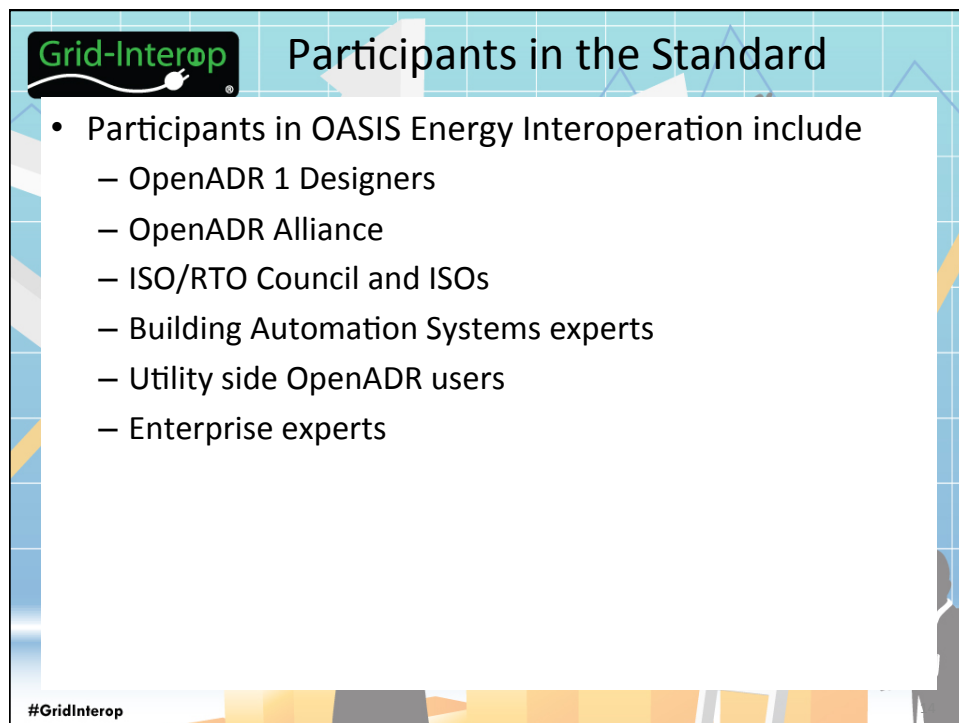 Grid-Interop
®
Participants in the Standard
• Participants in OASIS Energy Interoperation include
– OpenADR 1 Designers
– OpenADR Alliance
– ISO/RTO Council and ISOs
– Building Automation Systems experts
– Utility side OpenADR users
– Enterprise experts
#GridInterop